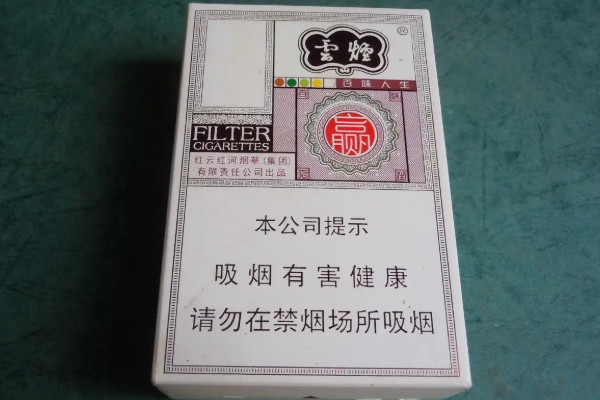 雲煙
®
百味人生
赢
FILTER
CIGARETTES
红云红河烟草(集团)
有限责任公司出品
本公司提示
吸烟有害健康
请勿在禁烟场所吸烟